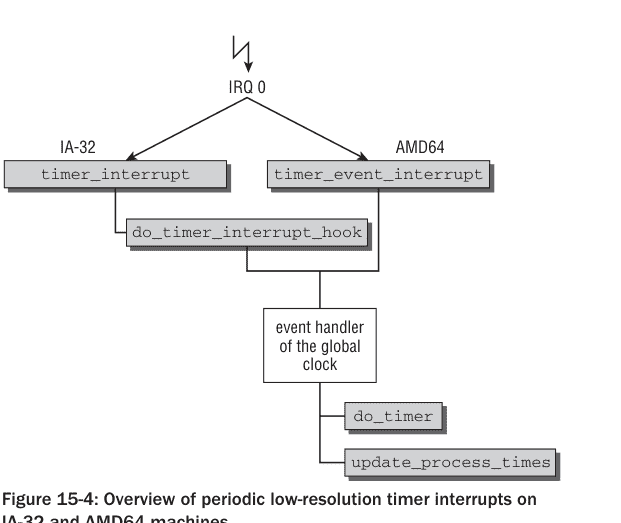 IRQ 0
IA-32
AMD64
timer_interrupt
timer_event_interrupt
do_timer_interrupt_hook
event handler
of the global
clock
do_timer
update_process_times
Figure 15-4: Overview of periodic low-resolution timer interrupts on
IA-32 and AMD64 machines